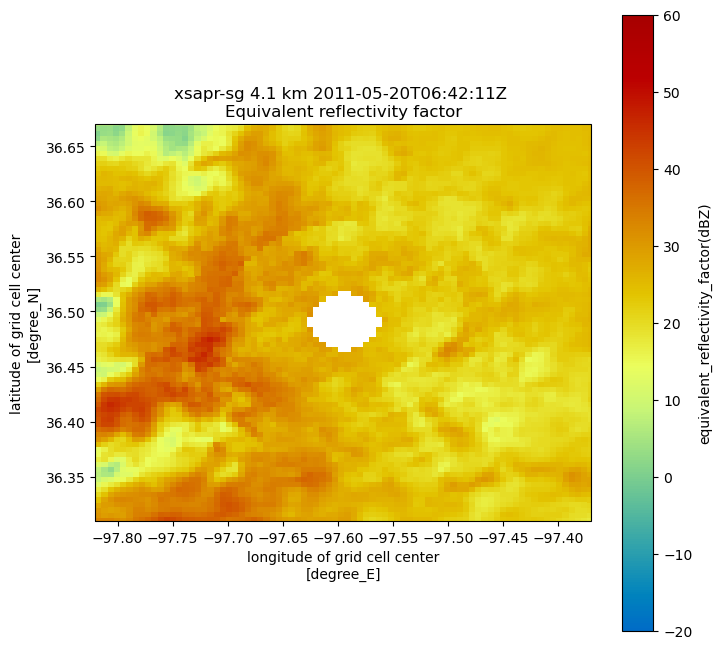 xsapr-sg 4.1 km 2011-05-20T06:42:11Z
Equivalent reflectivity factor
36.65
36.60
36.55
36.50
36.45
36.40
36.35
latitude of grid cell center
[degree_N]
−97.80 −97.75 −97.70 −97.65 −97.60 −97.55 −97.50 −97.45 −97.40
longitude of grid cell center
[degree_E]
60
50
40
30
20
10
0
−10
−20
equivalent_reflectivity_factor(dBZ)